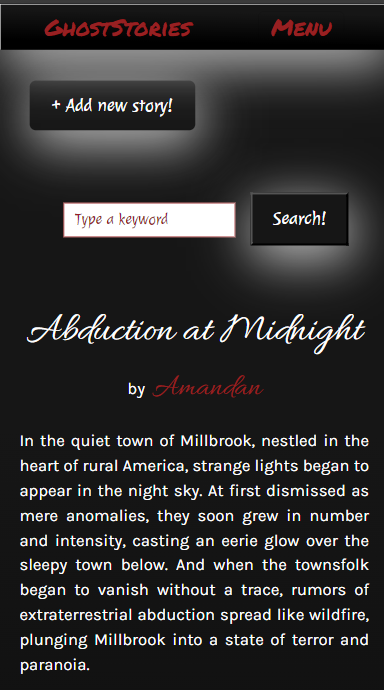 GhostStories Menu
+ Add new story!
Type a keyword Search!
Abduction at Midnight
by Amandan
In the quiet town of Millbrook, nestled in the
heart of rural America, strange lights began to
appear in the night sky. At first dismissed as
mere anomalies, they soon grew in number
and intensity, casting an eerie glow over the
sleepy town below. And when the townsfolk
began to vanish without a trace, rumors of
extraterrestrial abduction spread like wildfire,
plunging Millbrook into a state of terror and
paranoia.